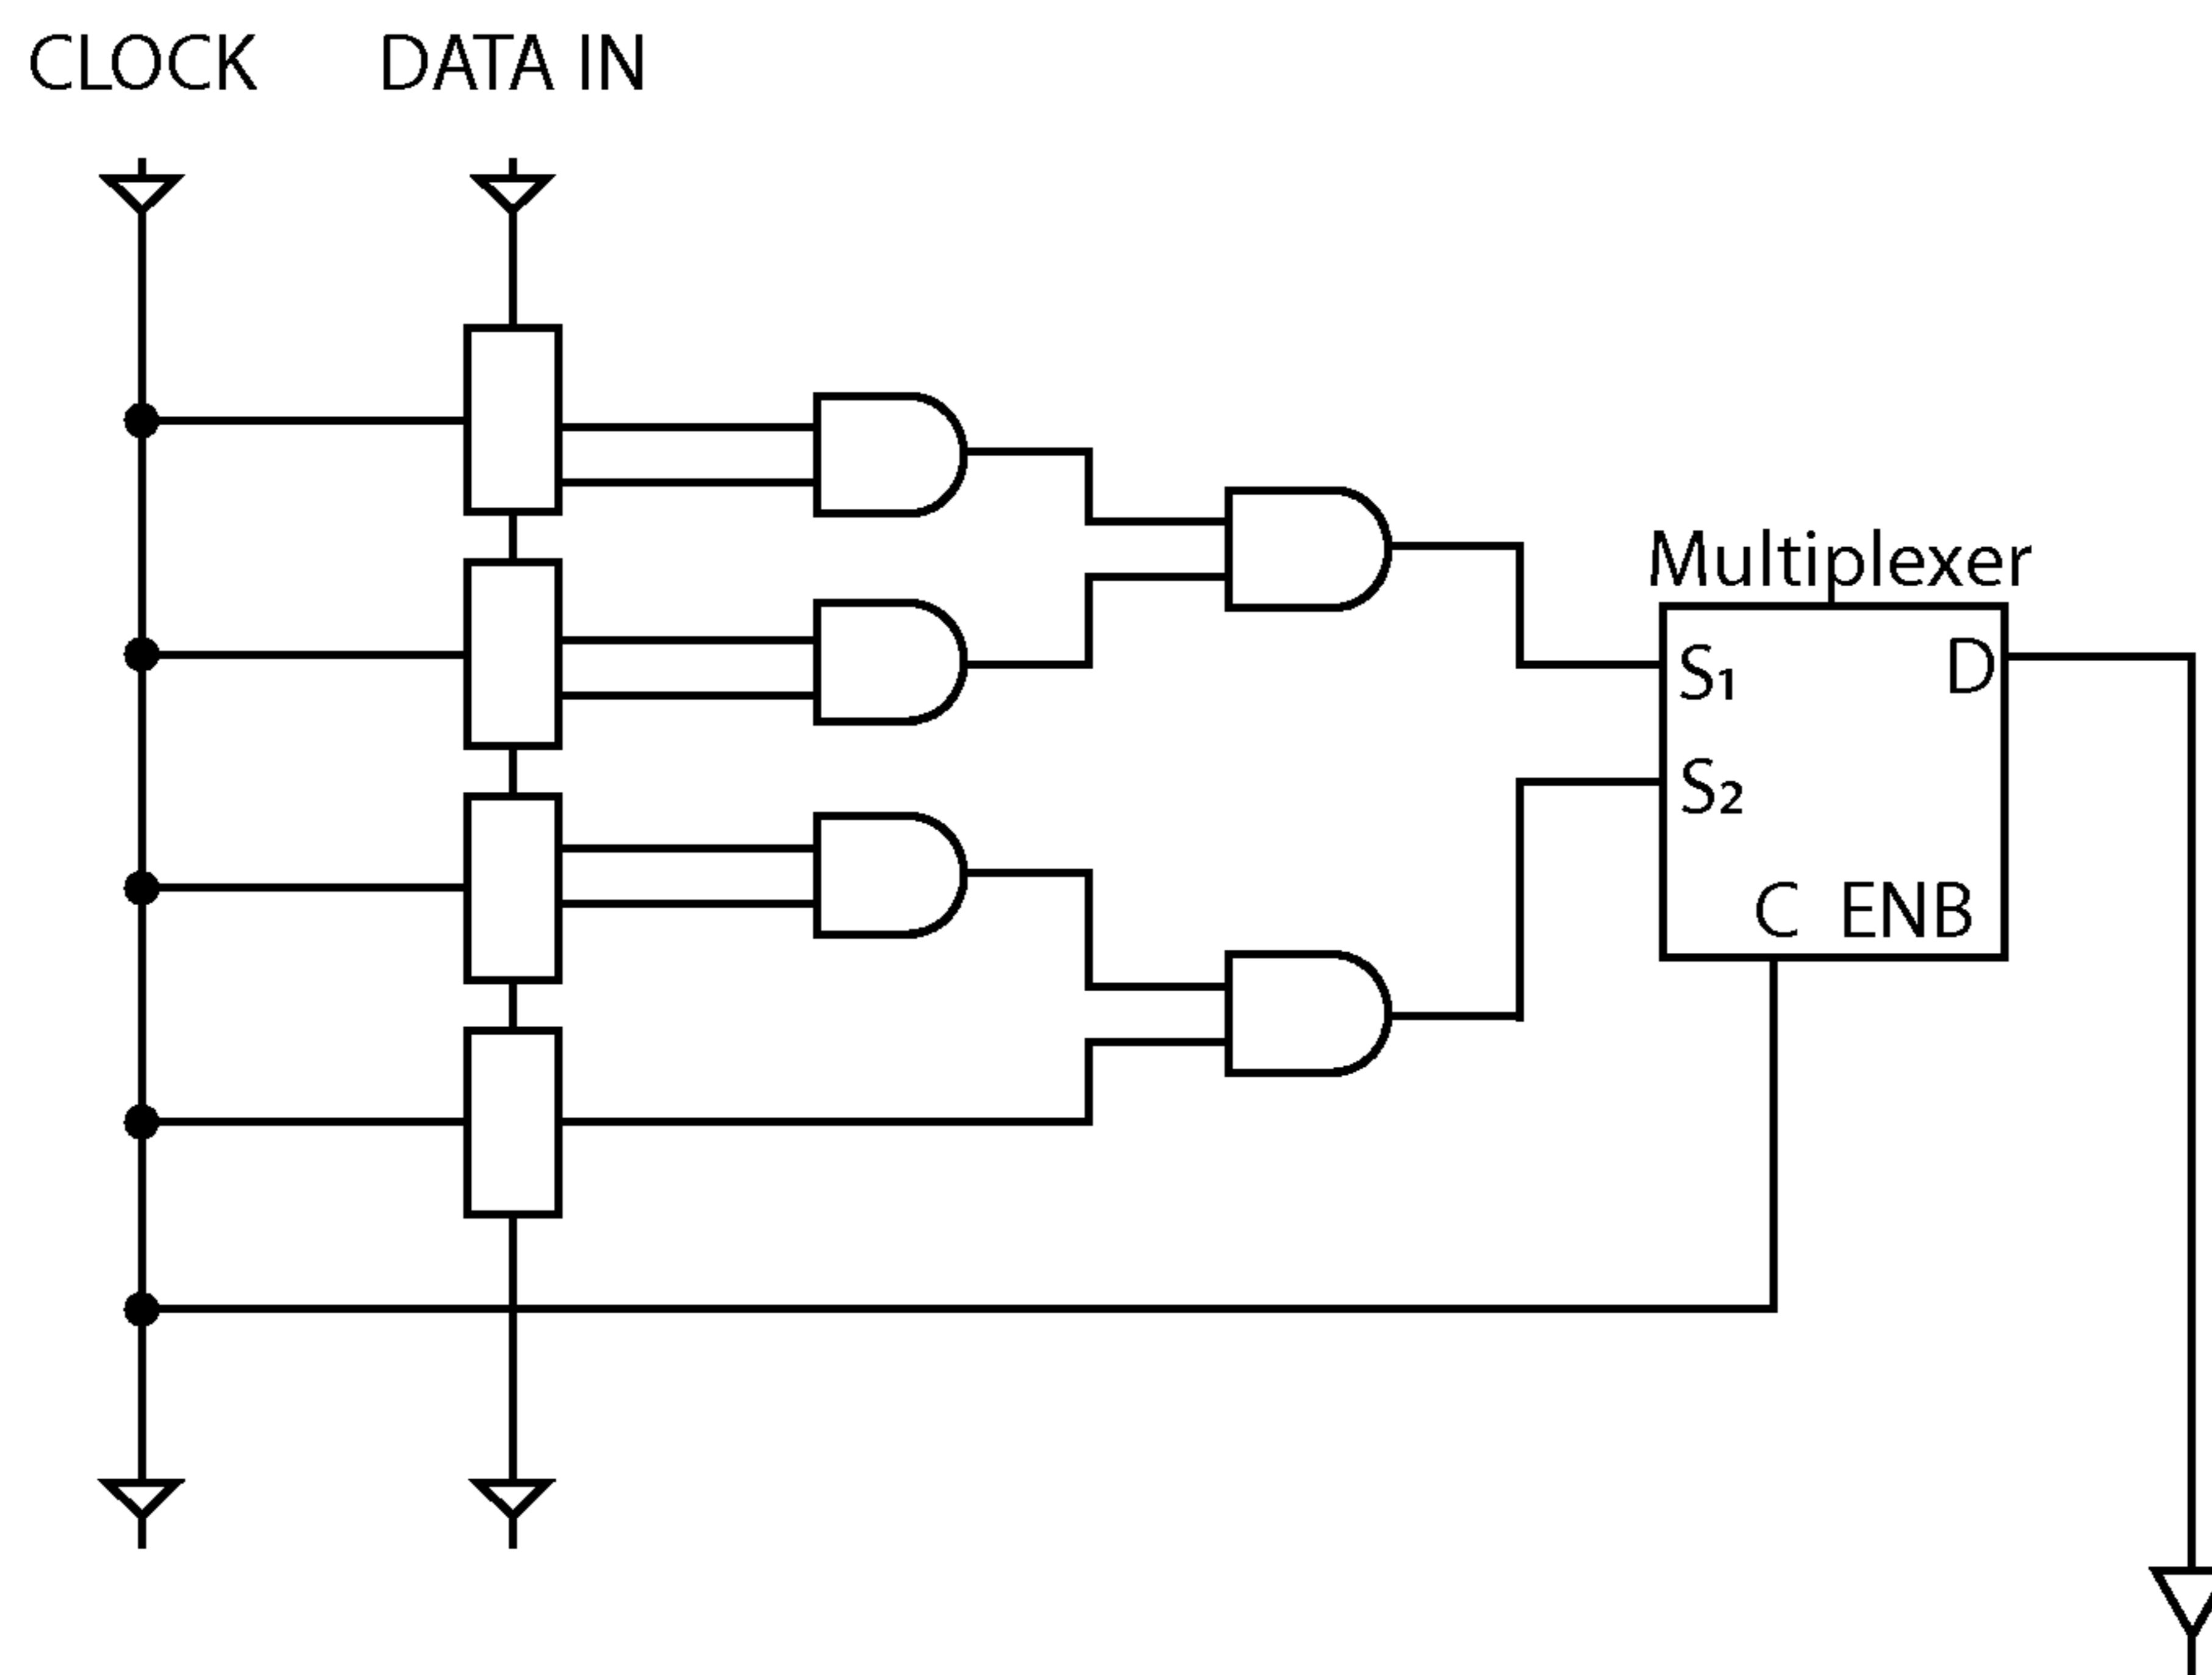 CLOCK DATA IN
Multiplexer
S₁ D
S₂
C ENB